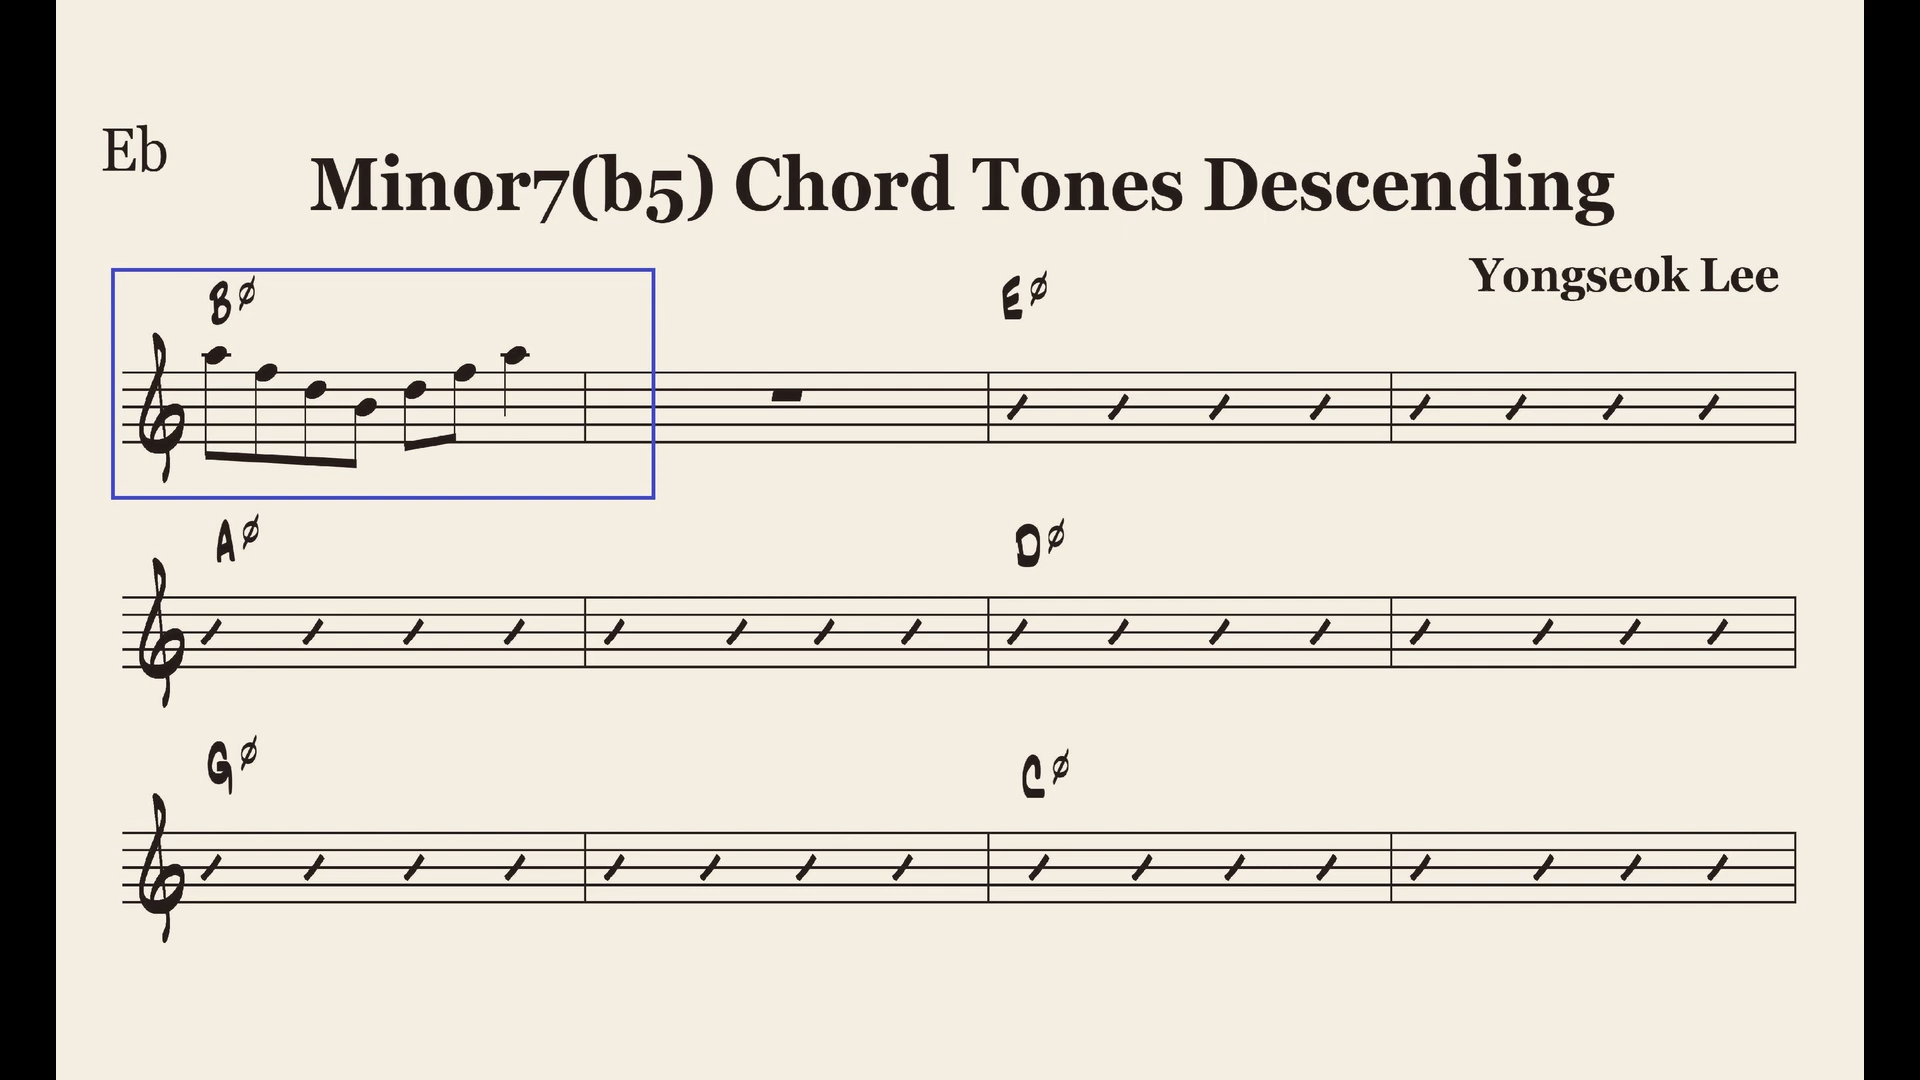 Eb
Minor7(b5) Chord Tones Descending
Yongseok Lee
Bø Eø
Aø Dø
Gø Cø